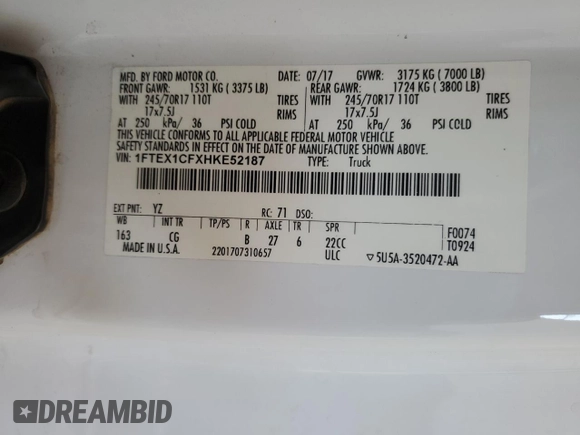 MFD. BY FORD MOTOR CO. DATE: 07/17 GVWR: 3175 KG ( 7000 LB)
FRONT GAWR: 1531 KG ( 3375 LB) REAR GAWR: 1724 KG ( 3800 LB)
WITH 245/70R17 110T TIRES WITH 245/70R17 110T TIRES
17x7.5J RIMS 17x7.5J RIMS
AT 250 kPa/ 36 PSI COLD AT 250 kPa/ 36 PSI COLD
THIS VEHICLE CONFORMS TO ALL APPLICABLE FEDERAL MOTOR VEHICLE
SAFETY STANDARDS IN EFFECT ON THE DATE OF MANUFACTURE SHOWN ABOVE.
VIN: 1FTEX1CFXHKE52187 TYPE: Truck
EXT PNT: YZ RC: 71 DSO:
WB INT TR TP/PS R AXLE TR SPR F0074
163 CG B 27 6 22CC T0924
MADE IN U.S.A. 2201707310657 ULC ▽5U5A-3520472-AA
DREAMBID